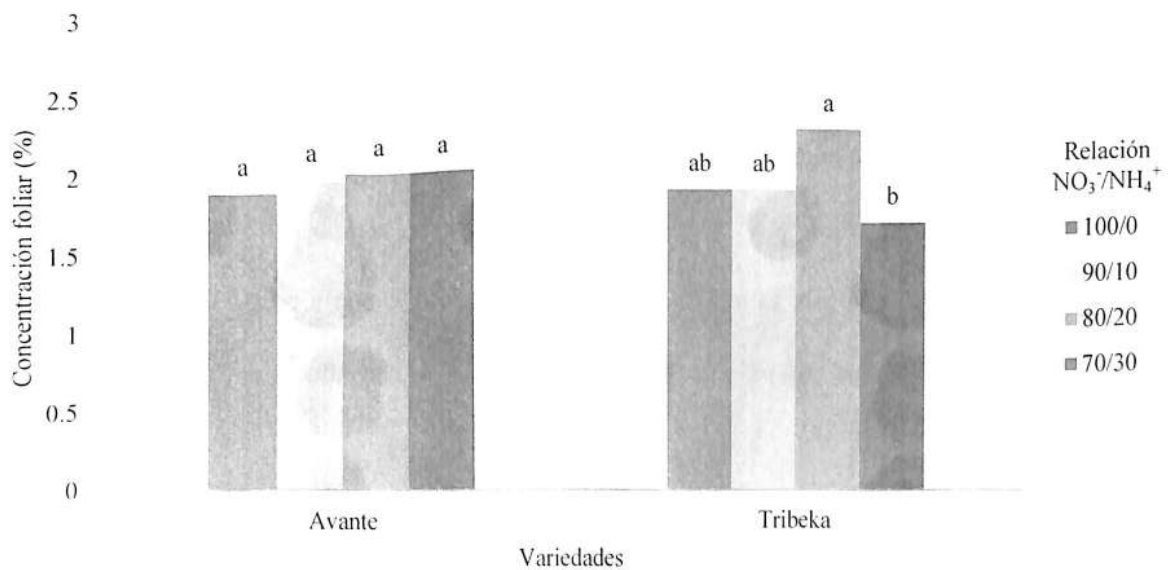 3
2.5
2
1.5
1
0.5
0
Concentración foliar (%)
a
a
a
a
ab
ab
a
b
Avante
Tribeka
Variedades
Relación
NO₃⁻/NH₄⁺
100/0
90/10
80/20
70/30